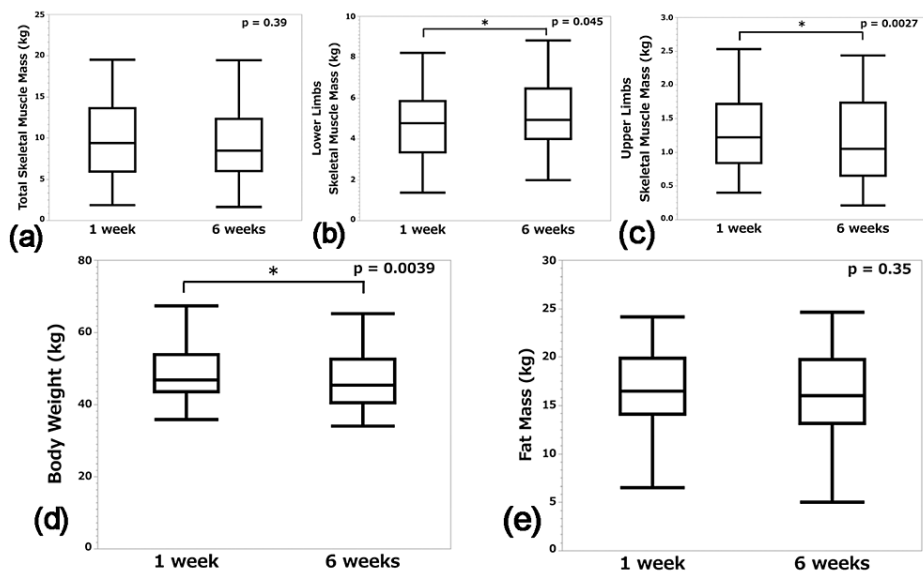 p = 0.39
Total Skeletal Muscle Mass (kg)
25
20
15
10
5
0
1 week
6 weeks
(a)
*
p = 0.045
Lower Limbs
Skeletal Muscle Mass (kg)
10
8
6
4
2
0
1 week
6 weeks
(b)
*
p = 0.0027
Upper Limbs
Skeletal Muscle Mass (kg)
3.0
2.5
2.0
1.5
1.0
0.5
0.0
1 week
6 weeks
(c)
*
p = 0.0039
Body Weight (kg)
80
60
40
20
0
1 week
6 weeks
(d)
p = 0.35
Fat Mass (kg)
30
25
20
15
10
5
0
1 week
6 weeks
(e)